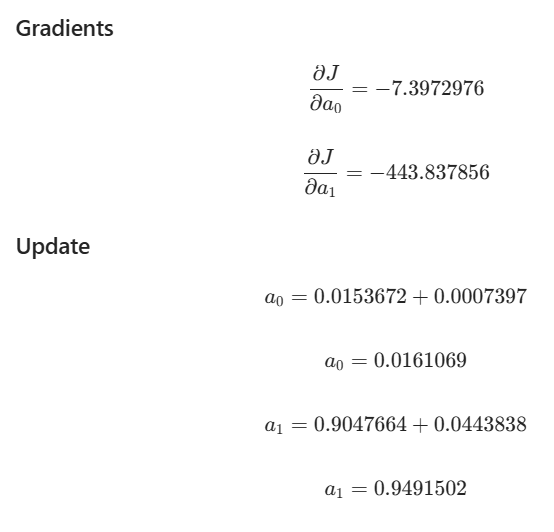 Gradients
∂J/∂a₀ = −7.3972976
∂J/∂a₁ = −443.837856
Update
a₀ = 0.0153672 + 0.0007397
a₀ = 0.0161069
a₁ = 0.9047664 + 0.0443838
a₁ = 0.9491502